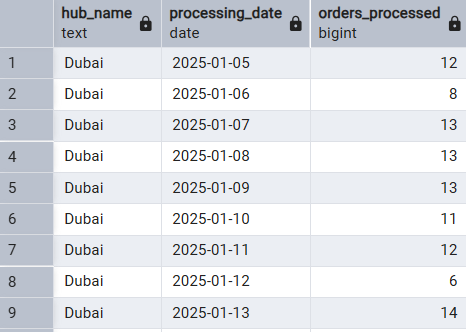 hub_name processing_date orders_processed
text date bigint
1 Dubai 2025-01-05 12
2 Dubai 2025-01-06 8
3 Dubai 2025-01-07 13
4 Dubai 2025-01-08 13
5 Dubai 2025-01-09 13
6 Dubai 2025-01-10 11
7 Dubai 2025-01-11 12
8 Dubai 2025-01-12 6
9 Dubai 2025-01-13 14